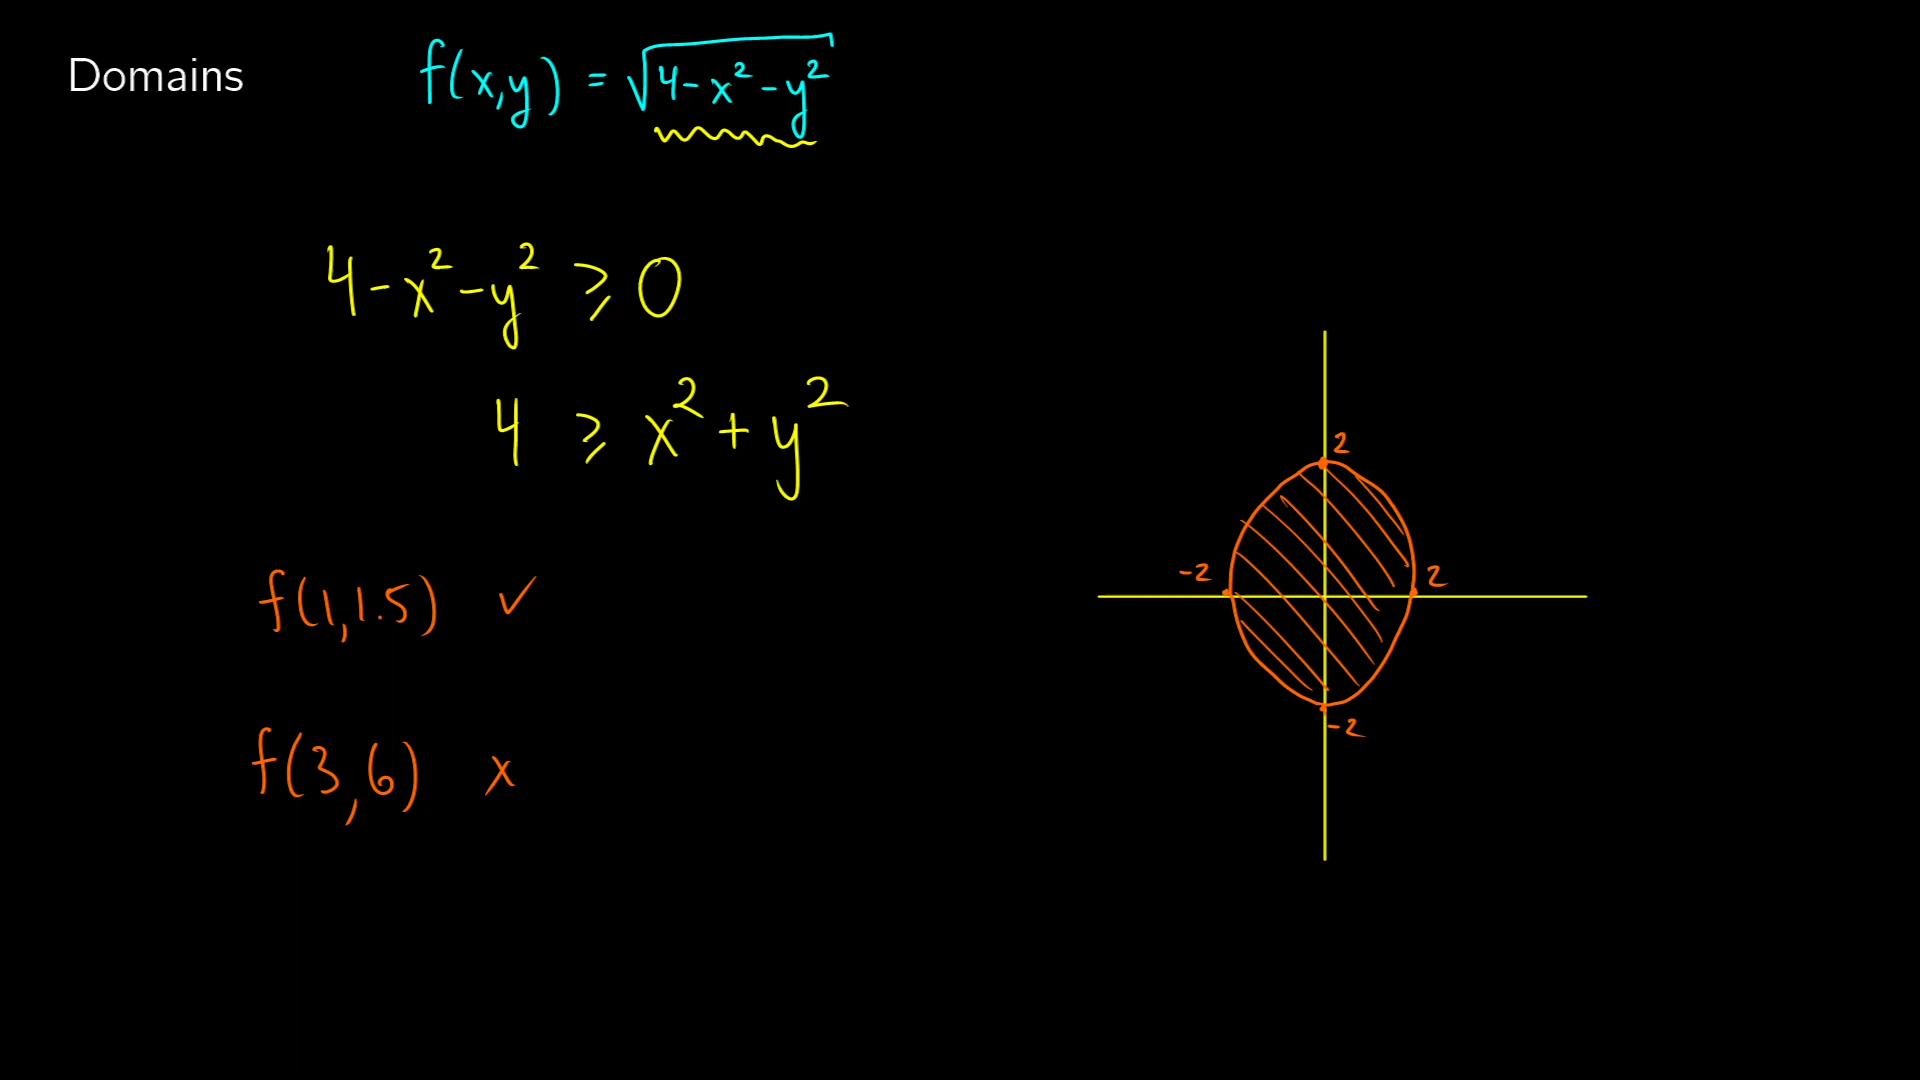 Domains
f(x,y) = √(4-x²-y²)
4-x²-y² ⩾ 0
4 ⩾ x²+y²
f(1,1.5) ✓
f(3,6) x
2
-2
2
-2